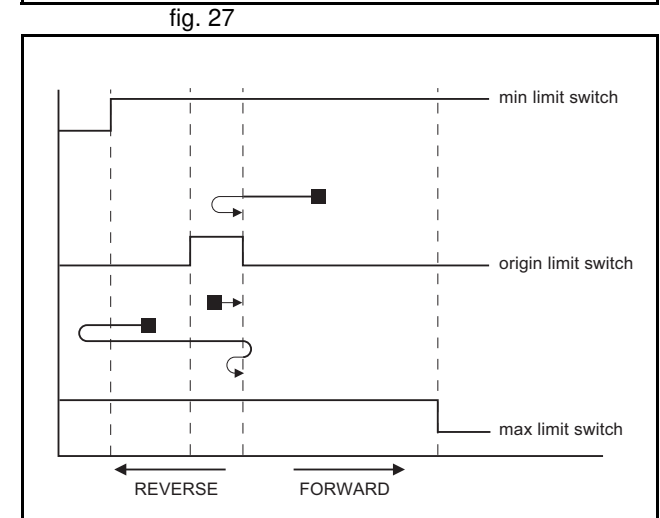 fig. 27
min limit switch
origin limit switch
max limit switch
REVERSE FORWARD